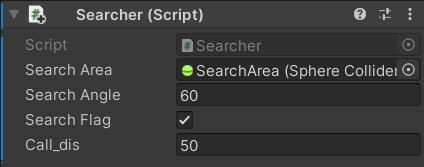 Searcher (Script)
Script Searcher
Search Area SearchArea (Sphere Collider
Search Angle 60
Search Flag
Call_dis 50